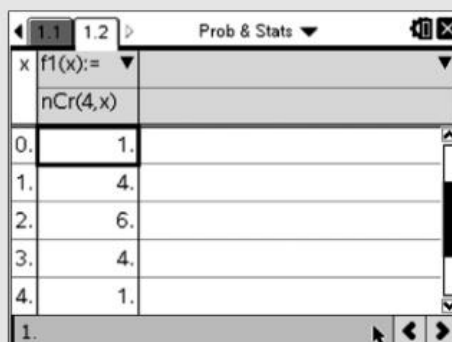 1.1 1.2 Prob & Stats
x f1(x):=
nCr(4,x)
0. 1.
1. 4.
2. 6.
3. 4.
4. 1.
1.